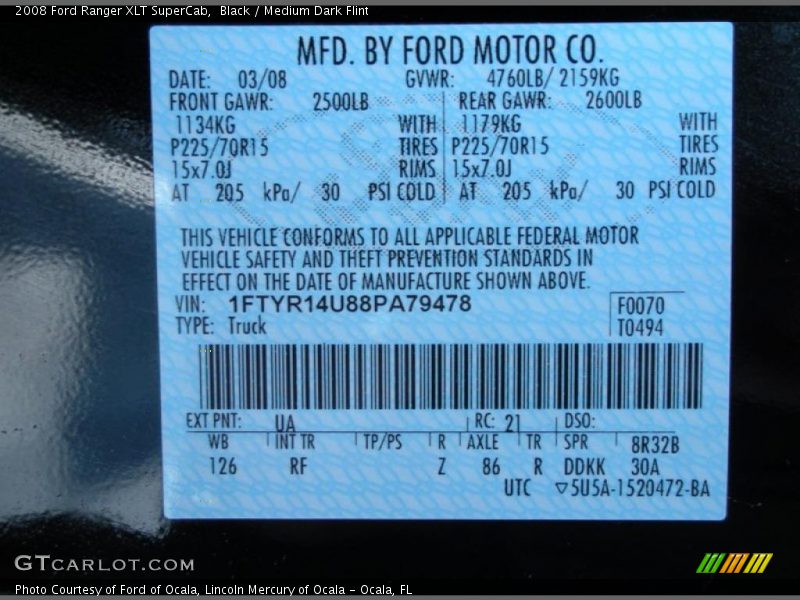 2008 Ford Ranger XLT SuperCab,  Black / Medium Dark Flint
MFD. BY FORD MOTOR CO.
DATE: 03/08 GVWR: 4760LB/ 2159KG
FRONT GAWR: 2500LB REAR GAWR: 2600LB
1134KG WITH 1179KG WITH
P225/70R15 TIRES P225/70R15 TIRES
15x7.0J RIMS 15x7.0J RIMS
AT 205 kPa/ 30 PSI COLD AT 205 kPa/ 30 PSI COLD
THIS VEHICLE CONFORMS TO ALL APPLICABLE FEDERAL MOTOR
VEHICLE SAFETY AND THEFT PREVENTION STANDARDS IN
EFFECT ON THE DATE OF MANUFACTURE SHOWN ABOVE.
VIN: 1FTYR14U88PA79478 F0070
TYPE: Truck T0494
EXT PNT: UA RC: 21 DSO:
WB INT TR TP/PS R AXLE TR SPR 8R32B
126 RF Z 86 R DDKK 30A
UTC ▽5U5A-1520472-BA
GTCARLOT.COM
Photo Courtesy of Ford of Ocala, Lincoln Mercury of Ocala - Ocala, FL